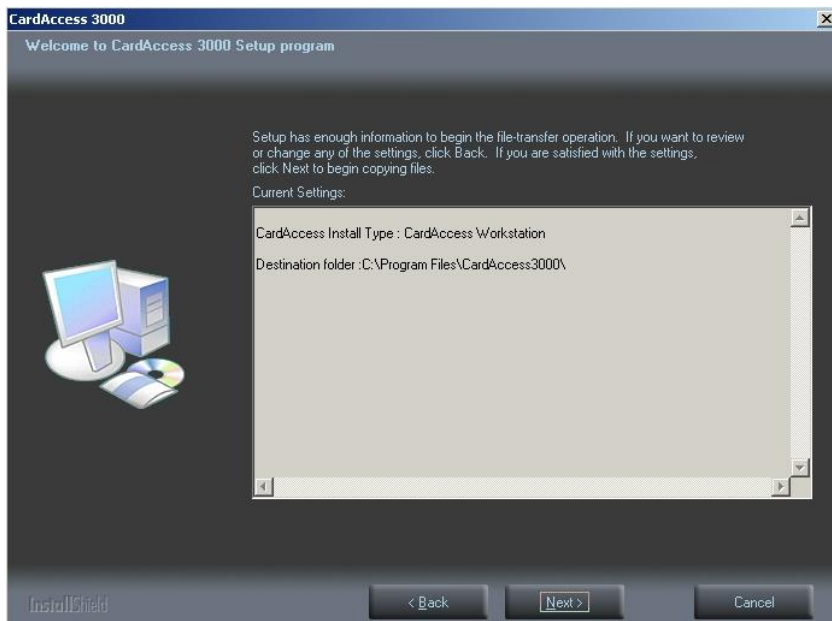 CardAccess 3000
Welcome to CardAccess 3000 Setup program
Setup has enough information to begin the file-transfer operation. If you want to review
or change any of the settings, click Back. If you are satisfied with the settings,
click Next to begin copying files.
Current Settings:
CardAccess Install Type : CardAccess Workstation
Destination folder :C:\Program Files\CardAccess3000\
InstallShield
< Back
Next >
Cancel